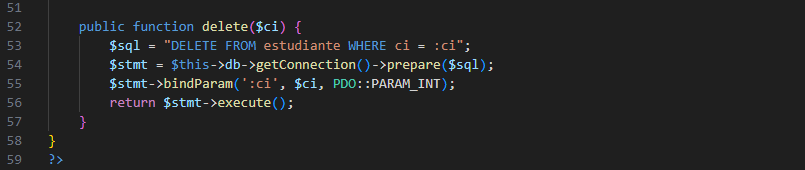 51
52 public function delete($ci) {
53 $sql = "DELETE FROM estudiante WHERE ci = :ci";
54 $stmt = $this->db->getConnection()->prepare($sql);
55 $stmt->bindParam(':ci', $ci, PDO::PARAM_INT);
56 return $stmt->execute();
57 }
58 }
59 ?>